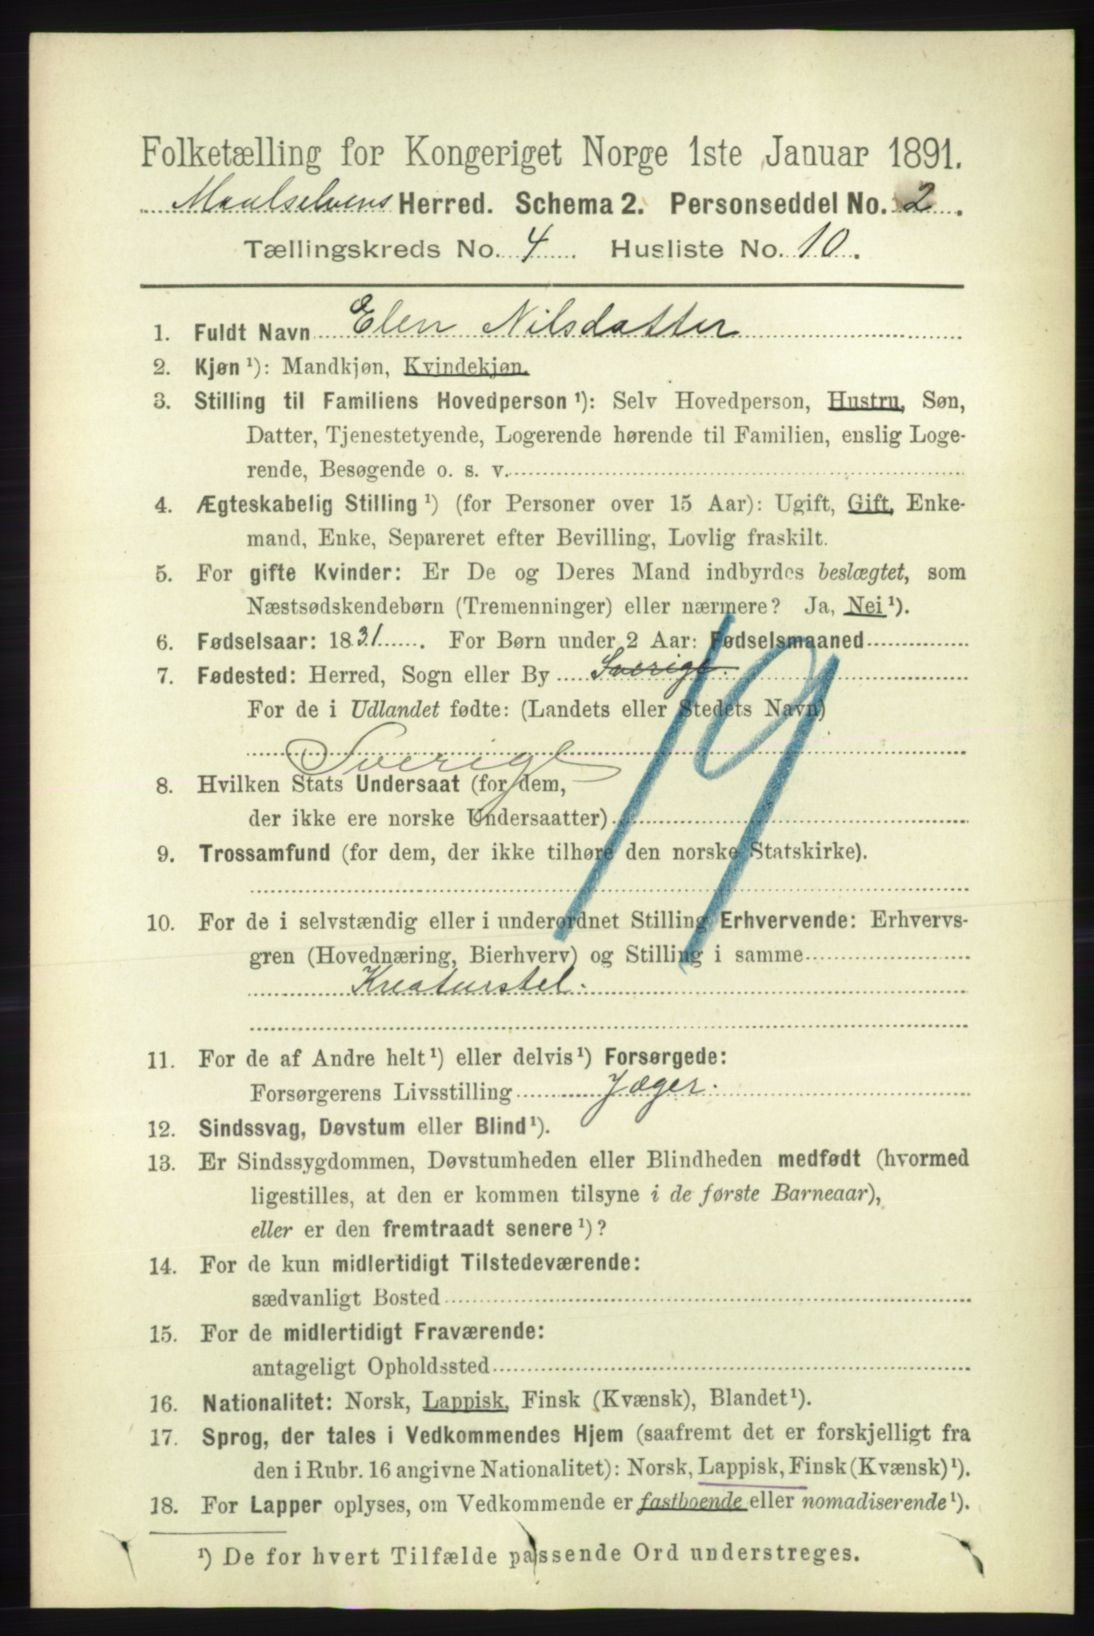 Folketælling for Kongeriget Norge 1ste Januar 1891.
Maalselvens Herred. Schema 2. Personseddel No. 2.
Tællingskreds No. 4 Husliste No. 10.
1. Fuldt Navn Elen Nilsdatter
2. Kjøn ¹): Mandkjøn, Kvindekjøn.
3. Stilling til Familiens Hovedperson ¹): Selv Hovedperson, Hustru, Søn,
Datter, Tjenestetyende, Logerende hørende til Familien, enslig Loge-
rende, Besøgende o. s. v.
4. Ægteskabelig Stilling ¹) (for Personer over 15 Aar): Ugift, Gift, Enke-
mand, Enke, Separeret efter Bevilling, Lovlig fraskilt.
5. For gifte Kvinder: Er De og Deres Mand indbyrdes beslægtet, som
Næstsødskendebørn (Tremenninger) eller nærmere? Ja, Nei ¹).
6. Fødselsaar: 1831. For Børn under 2 Aar: Fødselsmaaned
7. Fødested: Herred, Sogn eller By Sverige.
For de i Udlandet fødte: (Landets eller Stedets Navn)
Sverige
19
8. Hvilken Stats Undersaat (for dem,
der ikke ere norske Undersaatter)
9. Trossamfund (for dem, der ikke tilhøre den norske Statskirke).
10. For de i selvstændig eller i underordnet Stilling Erhvervende: Erhvervs-
gren (Hovednæring, Bierhverv) og Stilling i samme
Kreaturstel.
11. For de af Andre helt ¹) eller delvis ¹) Forsørgede:
Forsørgerens Livsstilling Jæger.
12. Sindssvag, Døvstum eller Blind ¹).
13. Er Sindssygdommen, Døvstumheden eller Blindheden medfødt (hvormed
ligestilles, at den er kommen tilsyne i de første Barneaar),
eller er den fremtraadt senere ¹)?
14. For de kun midlertidigt Tilstedeværende:
sædvanligt Bosted
15. For de midlertidigt Fraværende:
antageligt Opholdssted
16. Nationalitet: Norsk, Lappisk, Finsk (Kvænsk), Blandet ¹).
17. Sprog, der tales i Vedkommendes Hjem (saafremt det er forskjelligt fra
den i Rubr. 16 angivne Nationalitet): Norsk, Lappisk, Finsk (Kvænsk) ¹).
18. For Lapper oplyses, om Vedkommende er fastboende eller nomadiserende ¹).
¹) De for hvert Tilfælde passende Ord understreges.